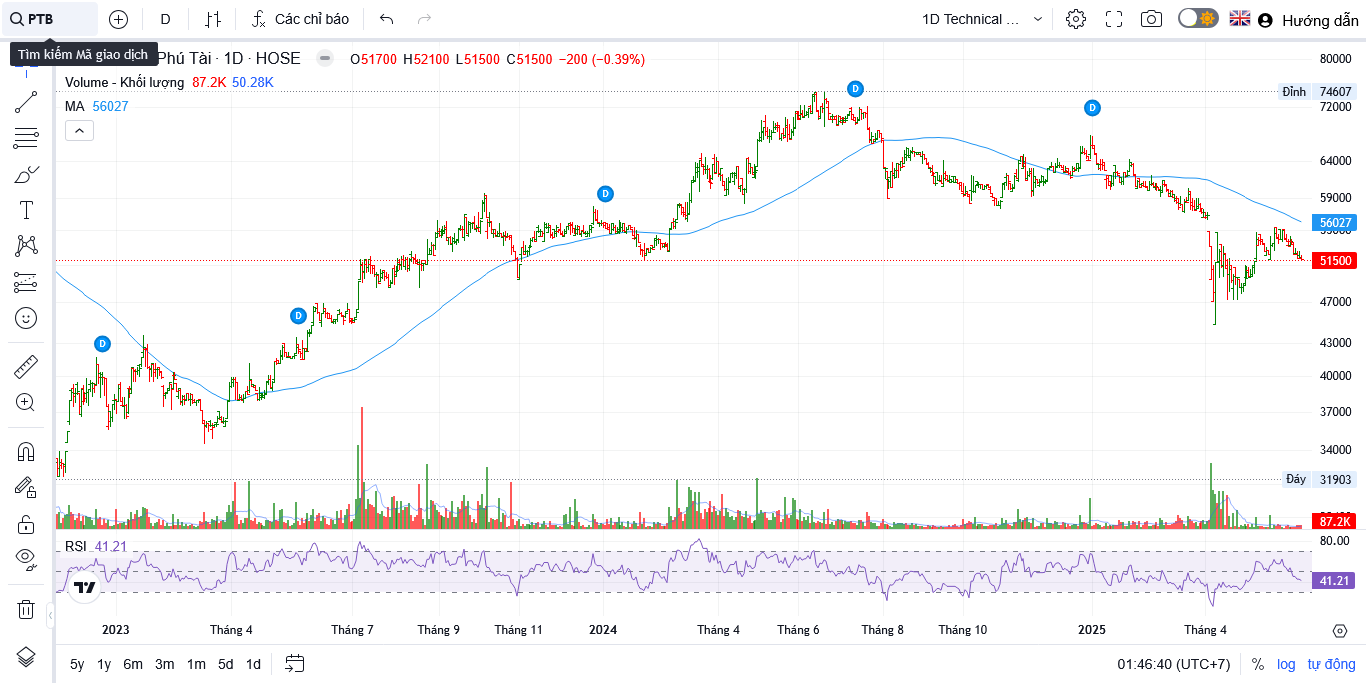 PTB
D
Các chỉ báo
1D Technical ...
Hướng dẫn
Tìm kiếm Mã giao dịch
Phú Tài · 1D · HOSE
O51700 H52100 L51500 C51500 −200 (−0.39%)
Volume - Khối lượng 87.2K 50.28K
MA 56027
D
D
D
D
D
80000
Đỉnh 74607
72000
64000
59000
56027
51500
47000
43000
40000
37000
34000
Đáy 31903
87.2K
RSI 41.21
80.00
41.21
2023 Tháng 4 Tháng 7 Tháng 9 Tháng 11 2024 Tháng 4 Tháng 6 Tháng 8 Tháng 10 2025 Tháng 4
5y 1y 6m 3m 1m 5d 1d
01:46:40 (UTC+7) % log tự động